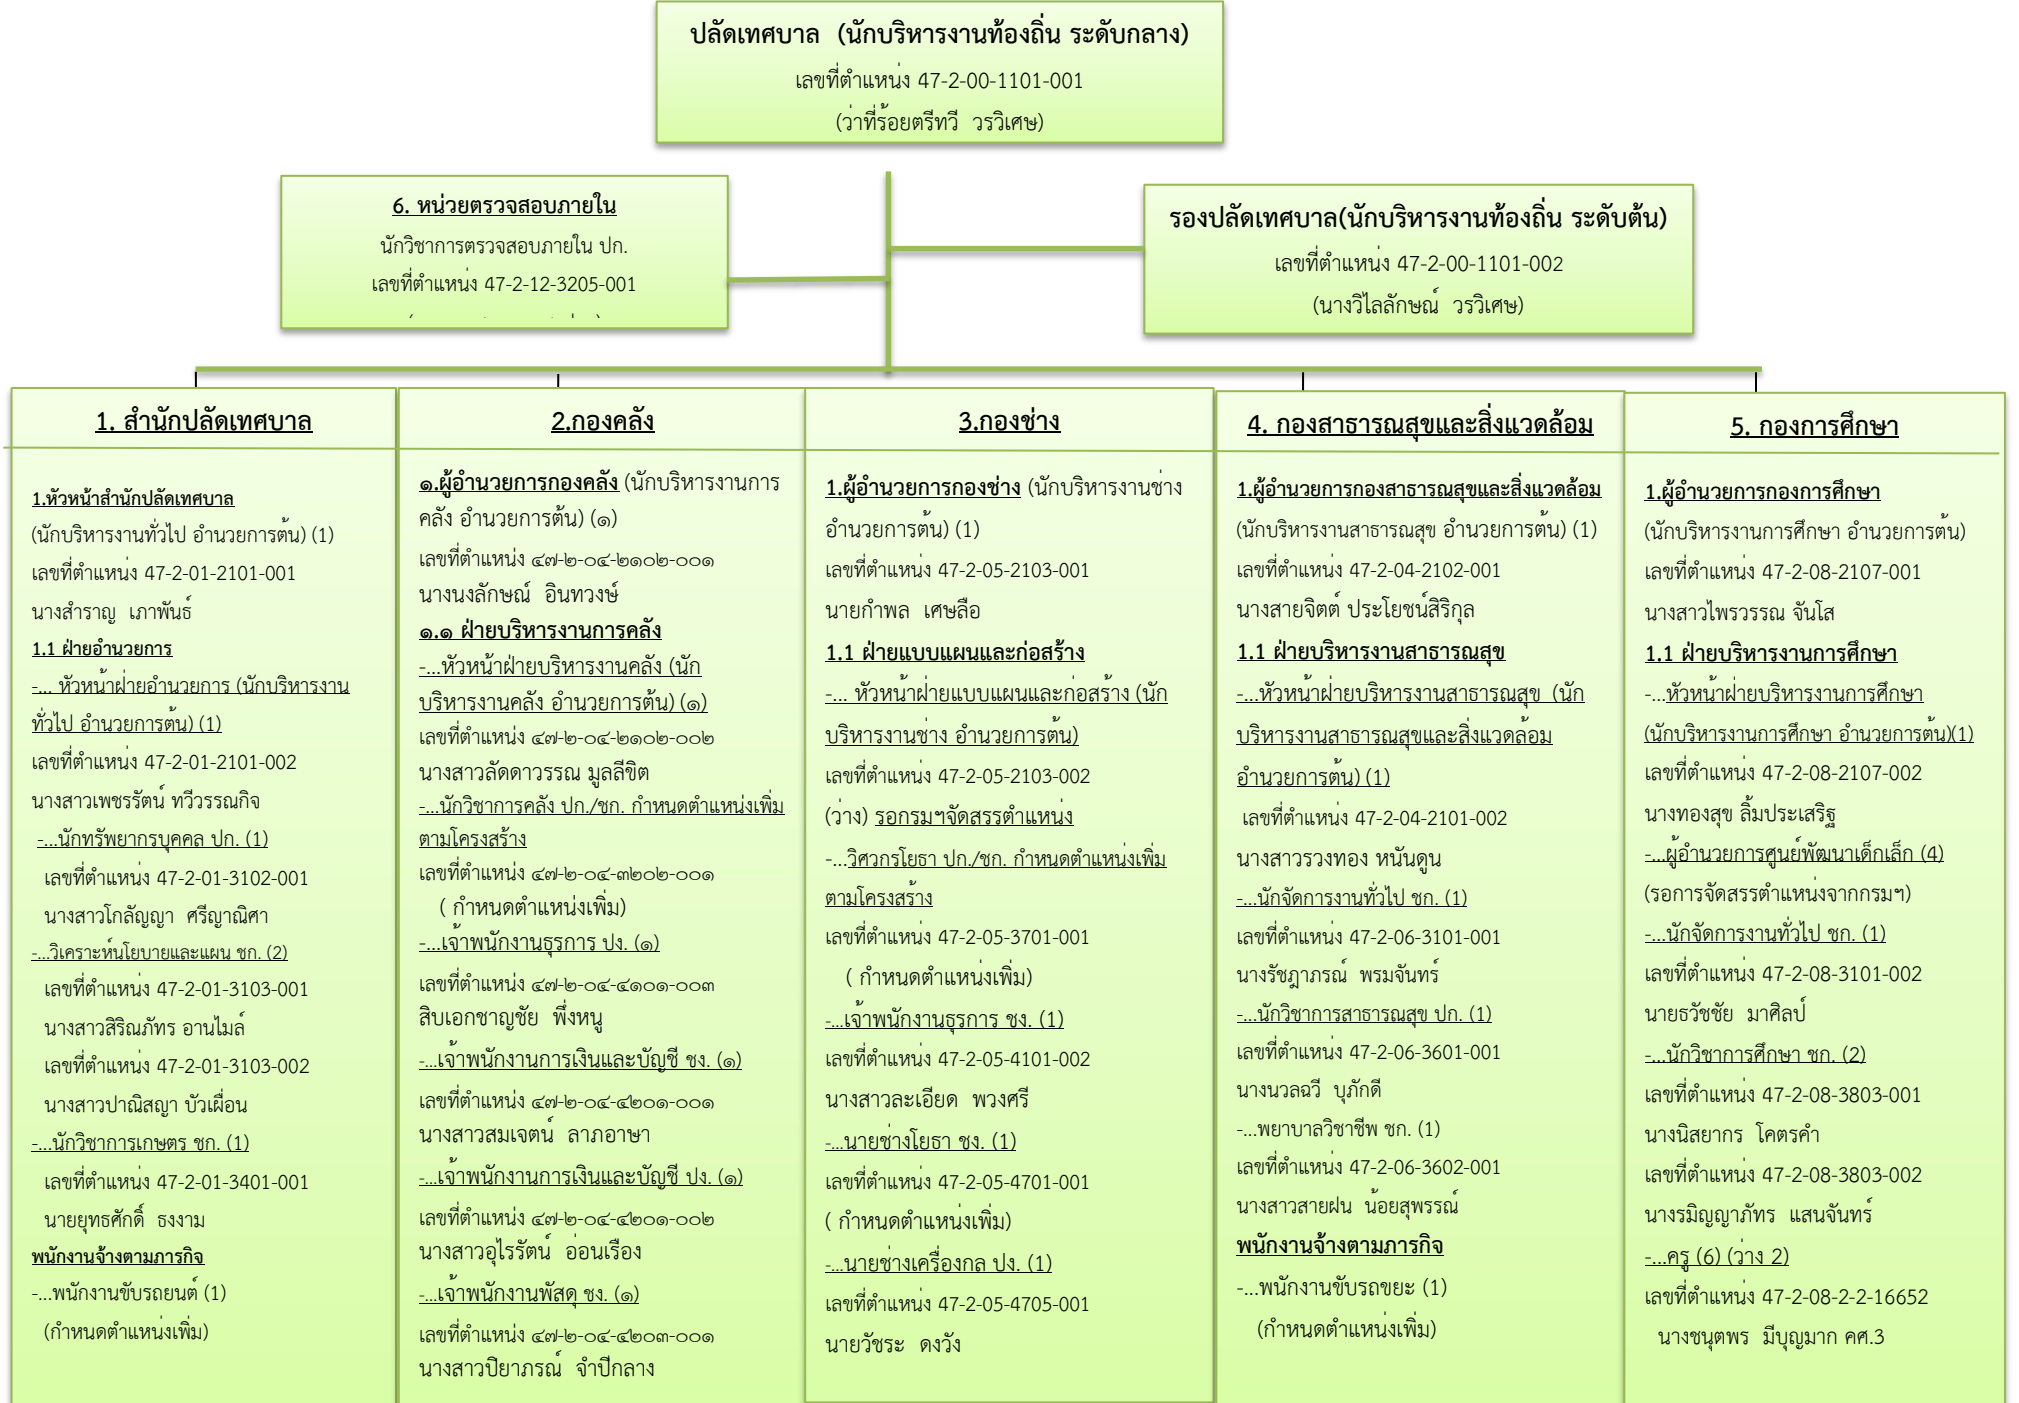 ปลัดเทศบาล (นักบริหารงานท้องถิ่น ระดับกลาง)
เลขที่ตำแหน่ง 47-2-00-1101-001
(ว่าที่ร้อยตรีทวี วรวิเศษ)
6. หน่วยตรวจสอบภายใน
นักวิชาการตรวจสอบภายใน ปก.
เลขที่ตำแหน่ง 47-2-12-3205-001
รองปลัดเทศบาล(นักบริหารงานท้องถิ่น ระดับต้น)
เลขที่ตำแหน่ง 47-2-00-1101-002
(นางวิไลลักษณ์ วรวิเศษ)
1. สำนักปลัดเทศบาล
1.หัวหน้าสำนักปลัดเทศบาล
(นักบริหารงานทั่วไป อำนวยการต้น) (1)
เลขที่ตำแหน่ง 47-2-01-2101-001
นางสำราญ เภาพันธ์
1.1 ฝ่ายอำนวยการ
-... หัวหน้าฝ่ายอำนวยการ (นักบริหารงาน
ทั่วไป อำนวยการต้น) (1)
เลขที่ตำแหน่ง 47-2-01-2101-002
นางสาวเพชรรัตน์ ทวีวรรณกิจ
-...นักทรัพยากรบุคคล ปก. (1)
เลขที่ตำแหน่ง 47-2-01-3102-001
นางสาวโกลัญญา ศรีญาณิศา
-...วิเคราะห์นโยบายและแผน ชก. (2)
เลขที่ตำแหน่ง 47-2-01-3103-001
นางสาวสิริณภัทร อานไมล์
เลขที่ตำแหน่ง 47-2-01-3103-002
นางสาวปาณิสญา บัวเผื่อน
-...นักวิชาการเกษตร ชก. (1)
เลขที่ตำแหน่ง 47-2-01-3401-001
นายยุทธศักดิ์ ธงงาม
พนักงานจ้างตามภารกิจ
-...พนักงานขับรถยนต์ (1)
(กำหนดตำแหน่งเพิ่ม)
2.กองคลัง
๑.ผู้อำนวยการกองคลัง (นักบริหารงานการ
คลัง อำนวยการต้น) (๑)
เลขที่ตำแหน่ง ๔๗-๒-๐๔-๒๑๐๒-๐๐๑
นางนงลักษณ์ อินทวงษ์
๑.๑ ฝ่ายบริหารงานการคลัง
-...หัวหน้าฝ่ายบริหารงานคลัง (นัก
บริหารงานคลัง อำนวยการต้น) (๑)
เลขที่ตำแหน่ง ๔๗-๒-๐๔-๒๑๐๒-๐๐๒
นางสาวลัดดาวรรณ มูลลีขิต
-...นักวิชาการคลัง ปก./ชก. กำหนดตำแหน่งเพิ่ม
ตามโครงสร้าง
เลขที่ตำแหน่ง ๔๗-๒-๐๔-๓๒๐๒-๐๐๑
( กำหนดตำแหน่งเพิ่ม)
-...เจ้าพนักงานธุรการ ปง. (๑)
เลขที่ตำแหน่ง ๔๗-๒-๐๔-๔๑๐๑-๐๐๓
สิบเอกชาญชัย พึ่งหนู
-...เจ้าพนักงานการเงินและบัญชี ชง. (๑)
เลขที่ตำแหน่ง ๔๗-๒-๐๔-๔๒๐๑-๐๐๑
นางสาวสมเจตน์ ลาภอาษา
-...เจ้าพนักงานการเงินและบัญชี ปง. (๑)
เลขที่ตำแหน่ง ๔๗-๒-๐๔-๔๒๐๑-๐๐๒
นางสาวอุไรรัตน์ อ่อนเรือง
-...เจ้าพนักงานพัสดุ ชง. (๑)
เลขที่ตำแหน่ง ๔๗-๒-๐๔-๔๒๐๓-๐๐๑
นางสาวปิยาภรณ์ จำปีกลาง
3.กองช่าง
1.ผู้อำนวยการกองช่าง (นักบริหารงานช่าง
อำนวยการต้น) (1)
เลขที่ตำแหน่ง 47-2-05-2103-001
นายกำพล เศษลือ
1.1 ฝ่ายแบบแผนและก่อสร้าง
-... หัวหน้าฝ่ายแบบแผนและก่อสร้าง (นัก
บริหารงานช่าง อำนวยการต้น)
เลขที่ตำแหน่ง 47-2-05-2103-002
(ว่าง) รอกรมฯจัดสรรตำแหน่ง
-...วิศวกรโยธา ปก./ชก. กำหนดตำแหน่งเพิ่ม
ตามโครงสร้าง
เลขที่ตำแหน่ง 47-2-05-3701-001
( กำหนดตำแหน่งเพิ่ม)
-...เจ้าพนักงานธุรการ ชง. (1)
เลขที่ตำแหน่ง 47-2-05-4101-002
นางสาวละเอียด พวงศรี
-...นายช่างโยธา ชง. (1)
เลขที่ตำแหน่ง 47-2-05-4701-001
( กำหนดตำแหน่งเพิ่ม)
-...นายช่างเครื่องกล ปง. (1)
เลขที่ตำแหน่ง 47-2-05-4705-001
นายวัชระ ดงวัง
4. กองสาธารณสุขและสิ่งแวดล้อม
1.ผู้อำนวยการกองสาธารณสุขและสิ่งแวดล้อม
(นักบริหารงานสาธารณสุข อำนวยการต้น) (1)
เลขที่ตำแหน่ง 47-2-04-2102-001
นางสายจิตต์ ประโยชน์สิริกุล
1.1 ฝ่ายบริหารงานสาธารณสุข
-...หัวหน้าฝ่ายบริหารงานสาธารณสุข (นัก
บริหารงานสาธารณสุขและสิ่งแวดล้อม
อำนวยการต้น) (1)
เลขที่ตำแหน่ง 47-2-04-2101-002
นางสาวรวงทอง หนันดูน
-...นักจัดการงานทั่วไป ชก. (1)
เลขที่ตำแหน่ง 47-2-06-3101-001
นางรัชฎาภรณ์ พรมจันทร์
-...นักวิชาการสาธารณสุข ปก. (1)
เลขที่ตำแหน่ง 47-2-06-3601-001
นางนวลฉวี บุภักดี
-...พยาบาลวิชาชีพ ชก. (1)
เลขที่ตำแหน่ง 47-2-06-3602-001
นางสาวสายฝน น้อยสุพรรณ์
พนักงานจ้างตามภารกิจ
-...พนักงานขับรถขยะ (1)
(กำหนดตำแหน่งเพิ่ม)
5. กองการศึกษา
1.ผู้อำนวยการกองการศึกษา
(นักบริหารงานการศึกษา อำนวยการต้น)
เลขที่ตำแหน่ง 47-2-08-2107-001
นางสาวไพรวรรณ จันโส
1.1 ฝ่ายบริหารงานการศึกษา
-...หัวหน้าฝ่ายบริหารงานการศึกษา
(นักบริหารงานการศึกษา อำนวยการต้น)(1)
เลขที่ตำแหน่ง 47-2-08-2107-002
นางทองสุข ลิ้มประเสริฐ
-...ผู้อำนวยการศูนย์พัฒนาเด็กเล็ก (4)
(รอการจัดสรรตำแหน่งจากกรมฯ)
-...นักจัดการงานทั่วไป ชก. (1)
เลขที่ตำแหน่ง 47-2-08-3101-002
นายธวัชชัย มาศิลป์
-...นักวิชาการศึกษา ชก. (2)
เลขที่ตำแหน่ง 47-2-08-3803-001
นางนิสยากร โคตรคำ
เลขที่ตำแหน่ง 47-2-08-3803-002
นางรมิญญาภัทร แสนจันทร์
-...ครู (6) (ว่าง 2)
เลขที่ตำแหน่ง 47-2-08-2-2-16652
นางชนุตพร มีบุญมาก คศ.3